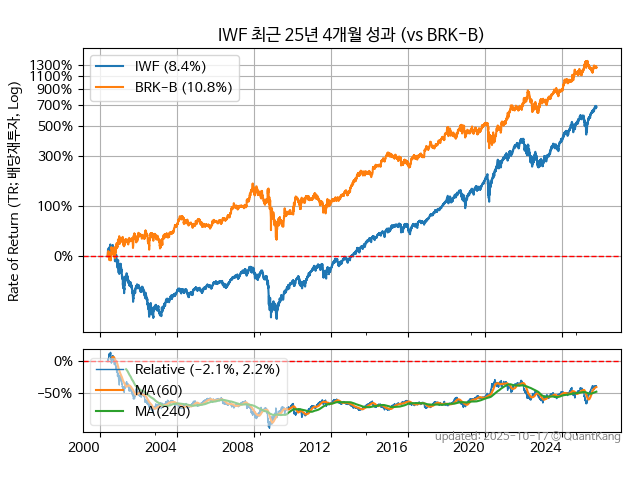 IWF 최근 25년 4개월 성과 (vs BRK-B)
Rate of Return (TR; 배당재투자, Log)
1300%
1100%
900%
700%
500%
300%
100%
0%
IWF (8.4%)
BRK-B (10.8%)
0%
-50%
Relative (-2.1%, 2.2%)
MA(60)
MA(240)
2000 2004 2008 2012 2016 2020 2024
updated: 2025-10-17 © QuantKang